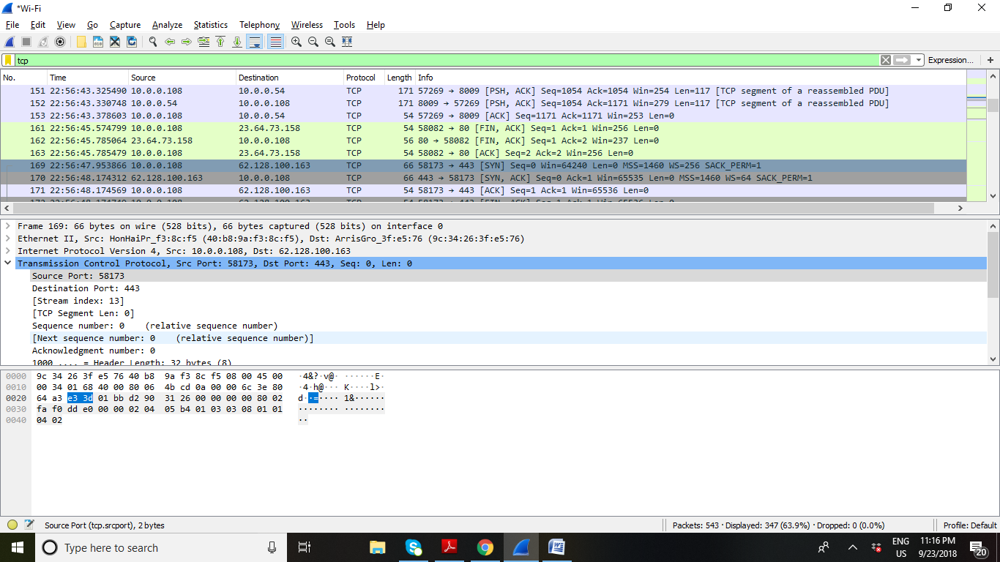 *Wi-Fi
File Edit View Go Capture Analyze Statistics Telephony Wireless Tools Help
tcp
Expression... +
No. Time Source Destination Protocol Length Info
151 22:56:43.325490 10.0.0.108 10.0.0.54 TCP 171 57269 → 8009 [PSH, ACK] Seq=1054 Ack=1054 Win=254 Len=117 [TCP segment of a reassembled PDU]
152 22:56:43.330748 10.0.0.54 10.0.0.108 TCP 171 8009 → 57269 [PSH, ACK] Seq=1054 Ack=1171 Win=279 Len=117 [TCP segment of a reassembled PDU]
153 22:56:43.378603 10.0.0.108 10.0.0.54 TCP 54 57269 → 8009 [ACK] Seq=1171 Ack=1171 Win=253 Len=0
161 22:56:45.574799 10.0.0.108 23.64.73.158 TCP 54 58082 → 80 [FIN, ACK] Seq=1 Ack=1 Win=256 Len=0
162 22:56:45.785064 23.64.73.158 10.0.0.108 TCP 56 80 → 58082 [FIN, ACK] Seq=1 Ack=2 Win=237 Len=0
163 22:56:45.785479 10.0.0.108 23.64.73.158 TCP 54 58082 → 80 [ACK] Seq=2 Ack=2 Win=256 Len=0
169 22:56:47.953866 10.0.0.108 62.128.100.163 TCP 66 58173 → 443 [SYN] Seq=0 Win=64240 Len=0 MSS=1460 WS=256 SACK_PERM=1
170 22:56:48.174312 62.128.100.163 10.0.0.108 TCP 66 443 → 58173 [SYN, ACK] Seq=0 Ack=1 Win=65535 Len=0 MSS=1460 WS=64 SACK_PERM=1
171 22:56:48.174569 10.0.0.108 62.128.100.163 TCP 54 58173 → 443 [ACK] Seq=1 Ack=1 Win=65536 Len=0
Frame 169: 66 bytes on wire (528 bits), 66 bytes captured (528 bits) on interface 0
Ethernet II, Src: HonHaiPr_f3:8c:f5 (40:b8:9a:f3:8c:f5), Dst: ArrisGro_3f:e5:76 (9c:34:26:3f:e5:76)
Internet Protocol Version 4, Src: 10.0.0.108, Dst: 62.128.100.163
Transmission Control Protocol, Src Port: 58173, Dst Port: 443, Seq: 0, Len: 0
Source Port: 58173
Destination Port: 443
[Stream index: 13]
[TCP Segment Len: 0]
Sequence number: 0 (relative sequence number)
[Next sequence number: 0 (relative sequence number)]
Acknowledgment number: 0
1000 .... = Header Length: 32 bytes (8)
0000 9c 34 26 3f e5 76 40 b8 9a f3 8c f5 08 00 45 00 ·4&?·v@· ······E·
0010 00 34 01 68 40 00 80 06 4b cd 0a 00 00 6c 3e 80 ·4·h@··· K····l>·
0020 64 a3 e3 3d 01 bb d2 90 31 26 00 00 00 00 80 02 d··=···· 1&······
0030 fa f0 dd e0 00 00 02 04 05 b4 01 03 03 08 01 01 ········ ········
0040 04 02 ··
Source Port (tcp.srcport), 2 bytes
Packets: 543 · Displayed: 347 (63.9%) · Dropped: 0 (0.0%)
Profile: Default
Type here to search
ENG
US
11:16 PM
9/23/2018
20